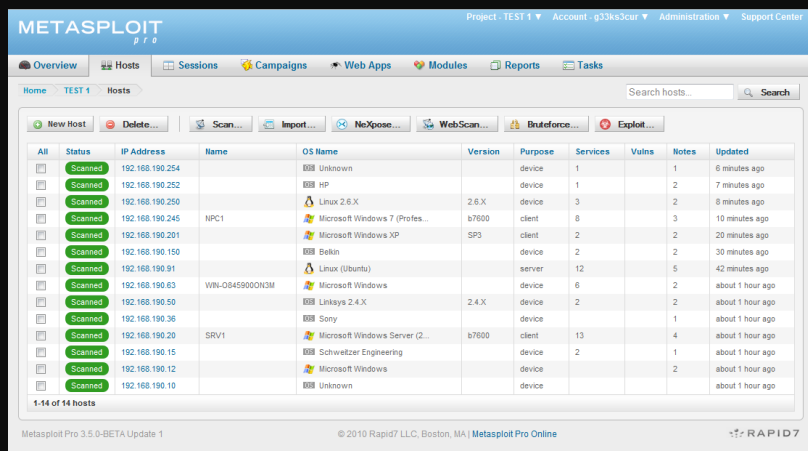 Project - TEST 1 ▼ Account - g33ks3cur ▼ Administration ▼ Support Center
METASPLOIT
pro
Overview Hosts Sessions Campaigns Web Apps Modules Reports Tasks
Home TEST 1 Hosts Search hosts... Search
New Host Delete... Scan... Import... NeXpose... WebScan... Bruteforce... Exploit...
All Status IP Address Name OS Name Version Purpose Services Vulns Notes Updated
Scanned 192.168.190.254 OS Unknown device 1 1 6 minutes ago
Scanned 192.168.190.252 OS HP device 1 2 7 minutes ago
Scanned 192.168.190.250 Linux 2.6.X 2.6.X device 3 2 8 minutes ago
Scanned 192.168.190.245 NPC1 Microsoft Windows 7 (Profes... b7600 client 8 3 10 minutes ago
Scanned 192.168.190.201 Microsoft Windows XP SP3 client 2 2 20 minutes ago
Scanned 192.168.190.150 OS Belkin device 2 2 30 minutes ago
Scanned 192.168.190.91 Linux (Ubuntu) server 12 5 42 minutes ago
Scanned 192.168.190.63 WIN-O845900ON3M Microsoft Windows device 6 2 about 1 hour ago
Scanned 192.168.190.50 OS Linksys 2.4.X 2.4.X device 2 2 about 1 hour ago
Scanned 192.168.190.36 OS Sony device 1 about 1 hour ago
Scanned 192.168.190.20 SRV1 Microsoft Windows Server (2... b7600 client 13 4 about 1 hour ago
Scanned 192.168.190.15 OS Schweitzer Engineering device 2 1 about 1 hour ago
Scanned 192.168.190.12 Microsoft Windows device 2 about 1 hour ago
Scanned 192.168.190.10 OS Unknown device about 1 hour ago
1-14 of 14 hosts
Metasploit Pro 3.5.0-BETA Update 1 © 2010 Rapid7 LLC, Boston, MA | Metasploit Pro Online RAPID7